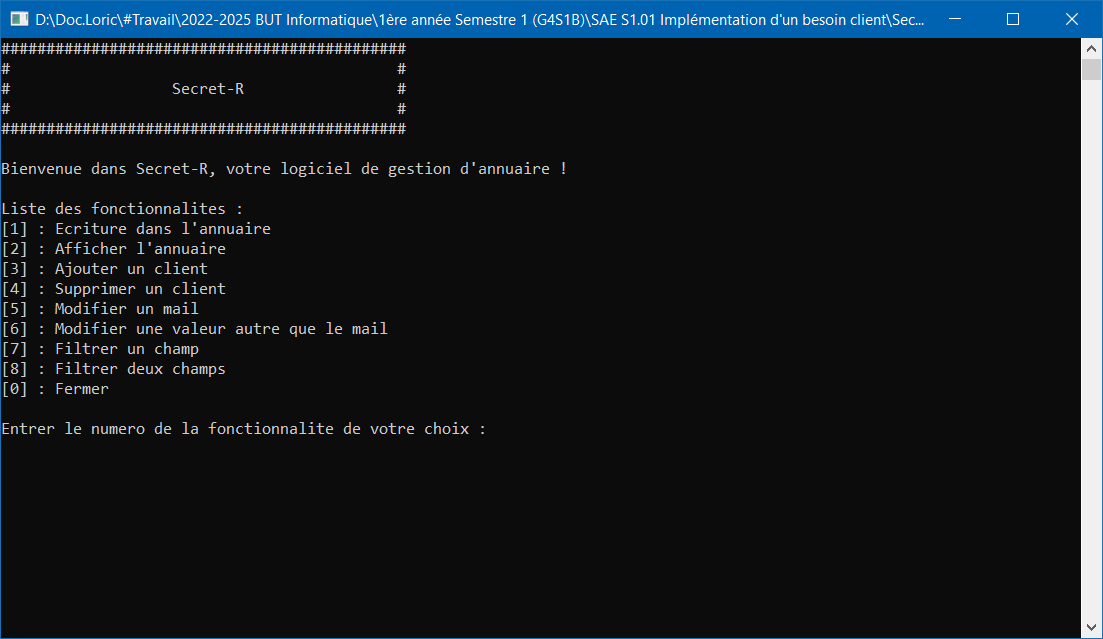 D:\Doc.Loric\#Travail\2022-2025 BUT Informatique\1ère année Semestre 1 (G4S1B)\SAE S1.01 Implémentation d'un besoin client\Sec...
#############################################
#                                           #
#                  Secret-R                 #
#                                           #
#############################################
Bienvenue dans Secret-R, votre logiciel de gestion d'annuaire !
Liste des fonctionnalites :
[1] : Ecriture dans l'annuaire
[2] : Afficher l'annuaire
[3] : Ajouter un client
[4] : Supprimer un client
[5] : Modifier un mail
[6] : Modifier une valeur autre que le mail
[7] : Filtrer un champ
[8] : Filtrer deux champs
[0] : Fermer
Entrer le numero de la fonctionnalite de votre choix :